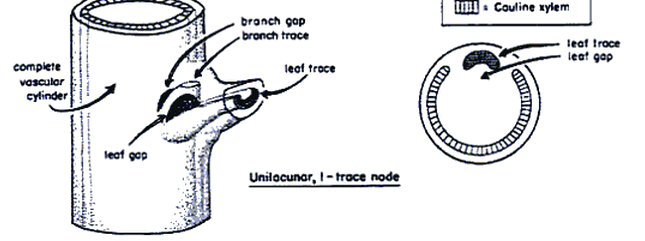 branch gap
branch trace
complete
vascular
cylinder
leaf trace
leaf gap
Unilacunar, 1 - trace node
= Cauline xylem
leaf trace
leaf gap